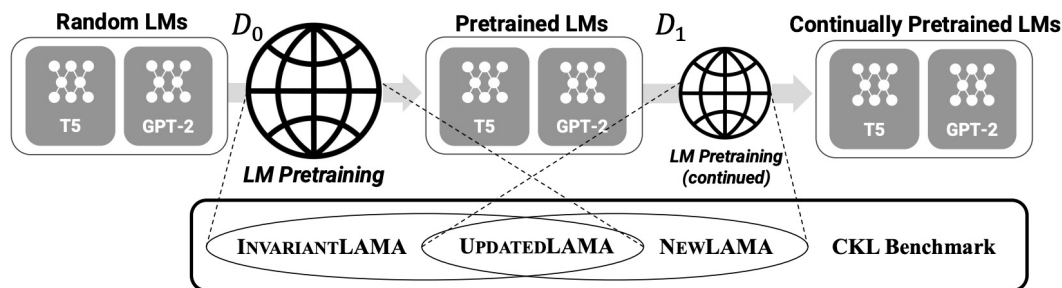 Random LMs
D₀
Pretrained LMs
D₁
Continually Pretrained LMs
T5
GPT-2
T5
GPT-2
T5
GPT-2
LM Pretraining
LM Pretraining
(continued)
INVARIANTLAMA
UPDATEDLAMA
NEWLAMA
CKL Benchmark